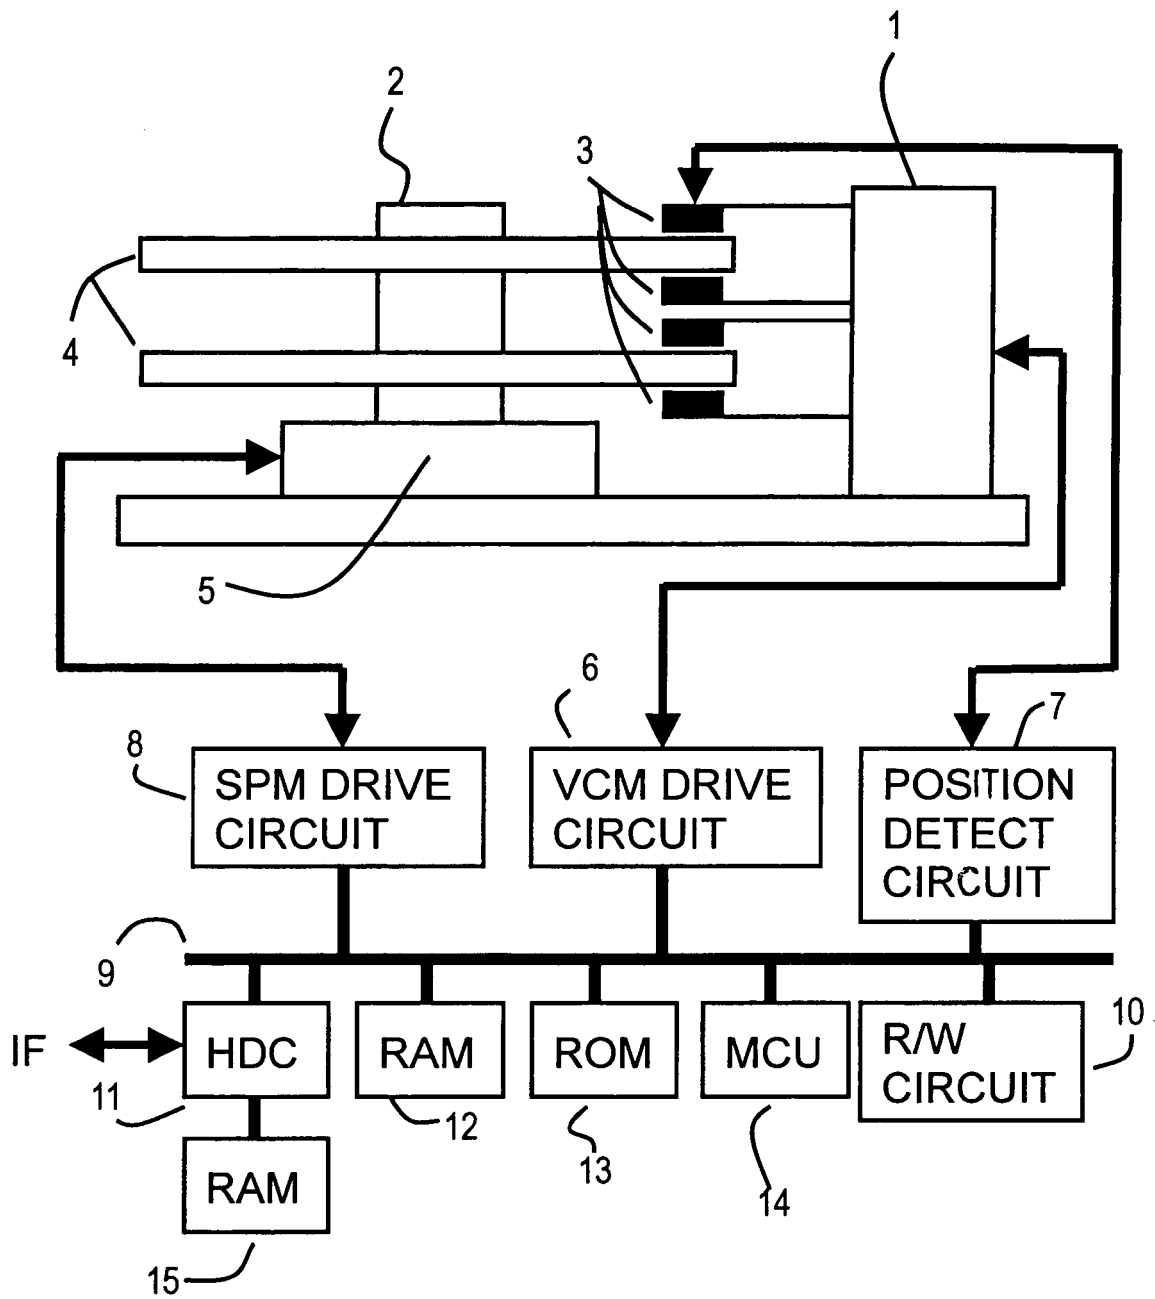 1
2
3
4
5
6
7
8
SPM DRIVE
CIRCUIT
VCM DRIVE
CIRCUIT
POSITION
DETECT
CIRCUIT
9
10
IF
HDC
RAM
ROM
MCU
R/W
CIRCUIT
11
12
13
14
RAM
15